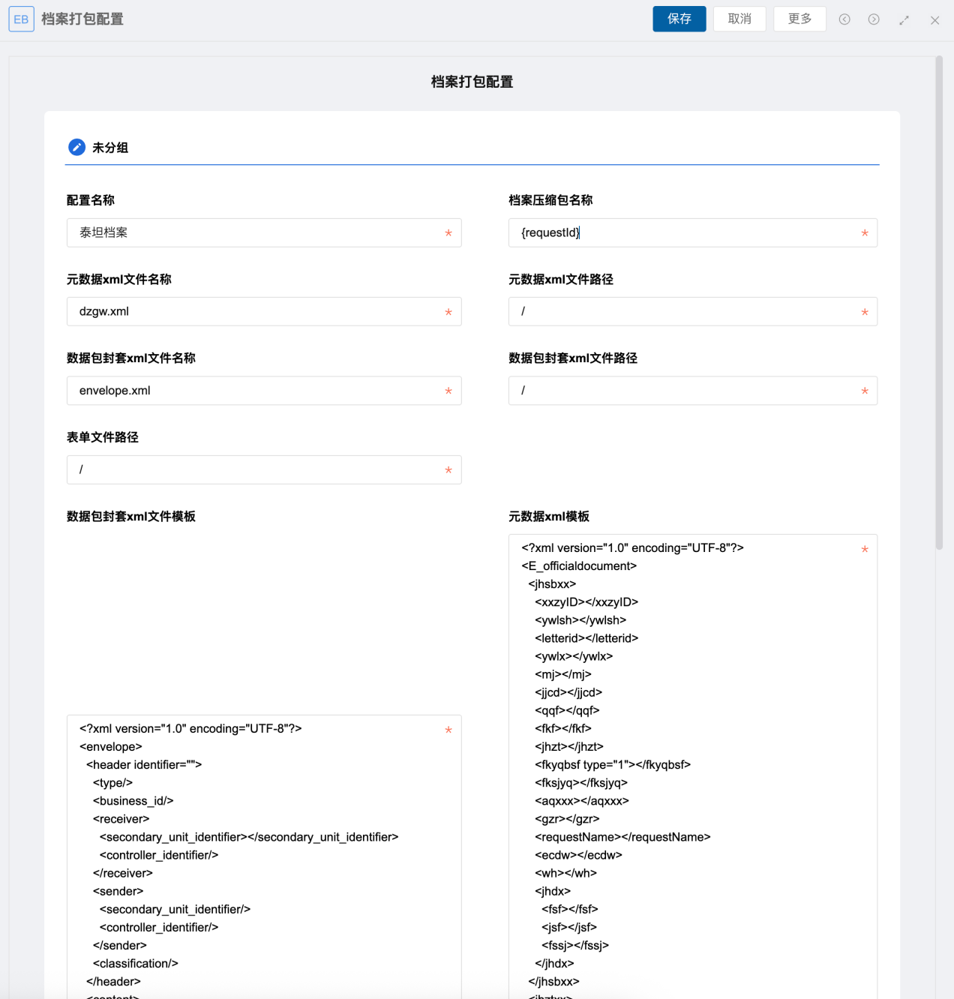 EB 档案打包配置 保存 取消 更多
档案打包配置
未分组
配置名称
泰坦档案 *
档案压缩包名称
{requestId} *
元数据xml文件名称
dzgw.xml *
元数据xml文件路径
/ *
数据包封套xml文件名称
envelope.xml *
数据包封套xml文件路径
/ *
表单文件路径
/ *
数据包封套xml文件模板
<?xml version="1.0" encoding="UTF-8"?> *
<envelope>
<header identifier="">
<type/>
<business_id/>
<receiver>
<secondary_unit_identifier></secondary_unit_identifier>
<controller_identifier/>
</receiver>
<sender>
<secondary_unit_identifier/>
<controller_identifier/>
</sender>
<classification/>
</header>
<content>
元数据xml模板
<?xml version="1.0" encoding="UTF-8"?> *
<E_officialdocument>
<jhsbxx>
<xxzyID></xxzyID>
<ywlsh></ywlsh>
<letterid></letterid>
<ywlx></ywlx>
<mj></mj>
<jjcd></jjcd>
<qqf></qqf>
<fkf></fkf>
<jhzt></jhzt>
<fkyqbsf type="1"></fkyqbsf>
<fksjyq></fksjyq>
<aqxxx></aqxxx>
<gzr></gzr>
<requestName></requestName>
<ecdw></ecdw>
<wh></wh>
<jhdx>
<fsf></fsf>
<jsf></jsf>
<fssj></fssj>
</jhdx>
</jhsbxx>